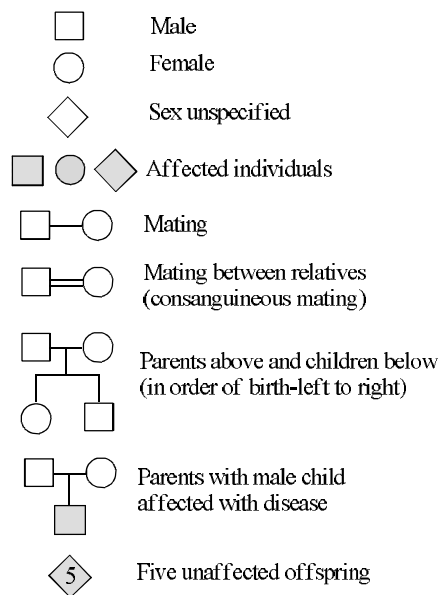 Male
Female
Sex unspecified
Affected individuals
Mating
Mating between relatives
(consanguineous mating)
Parents above and children below
(in order of birth-left to right)
Parents with male child
affected with disease
5 Five unaffected offspring